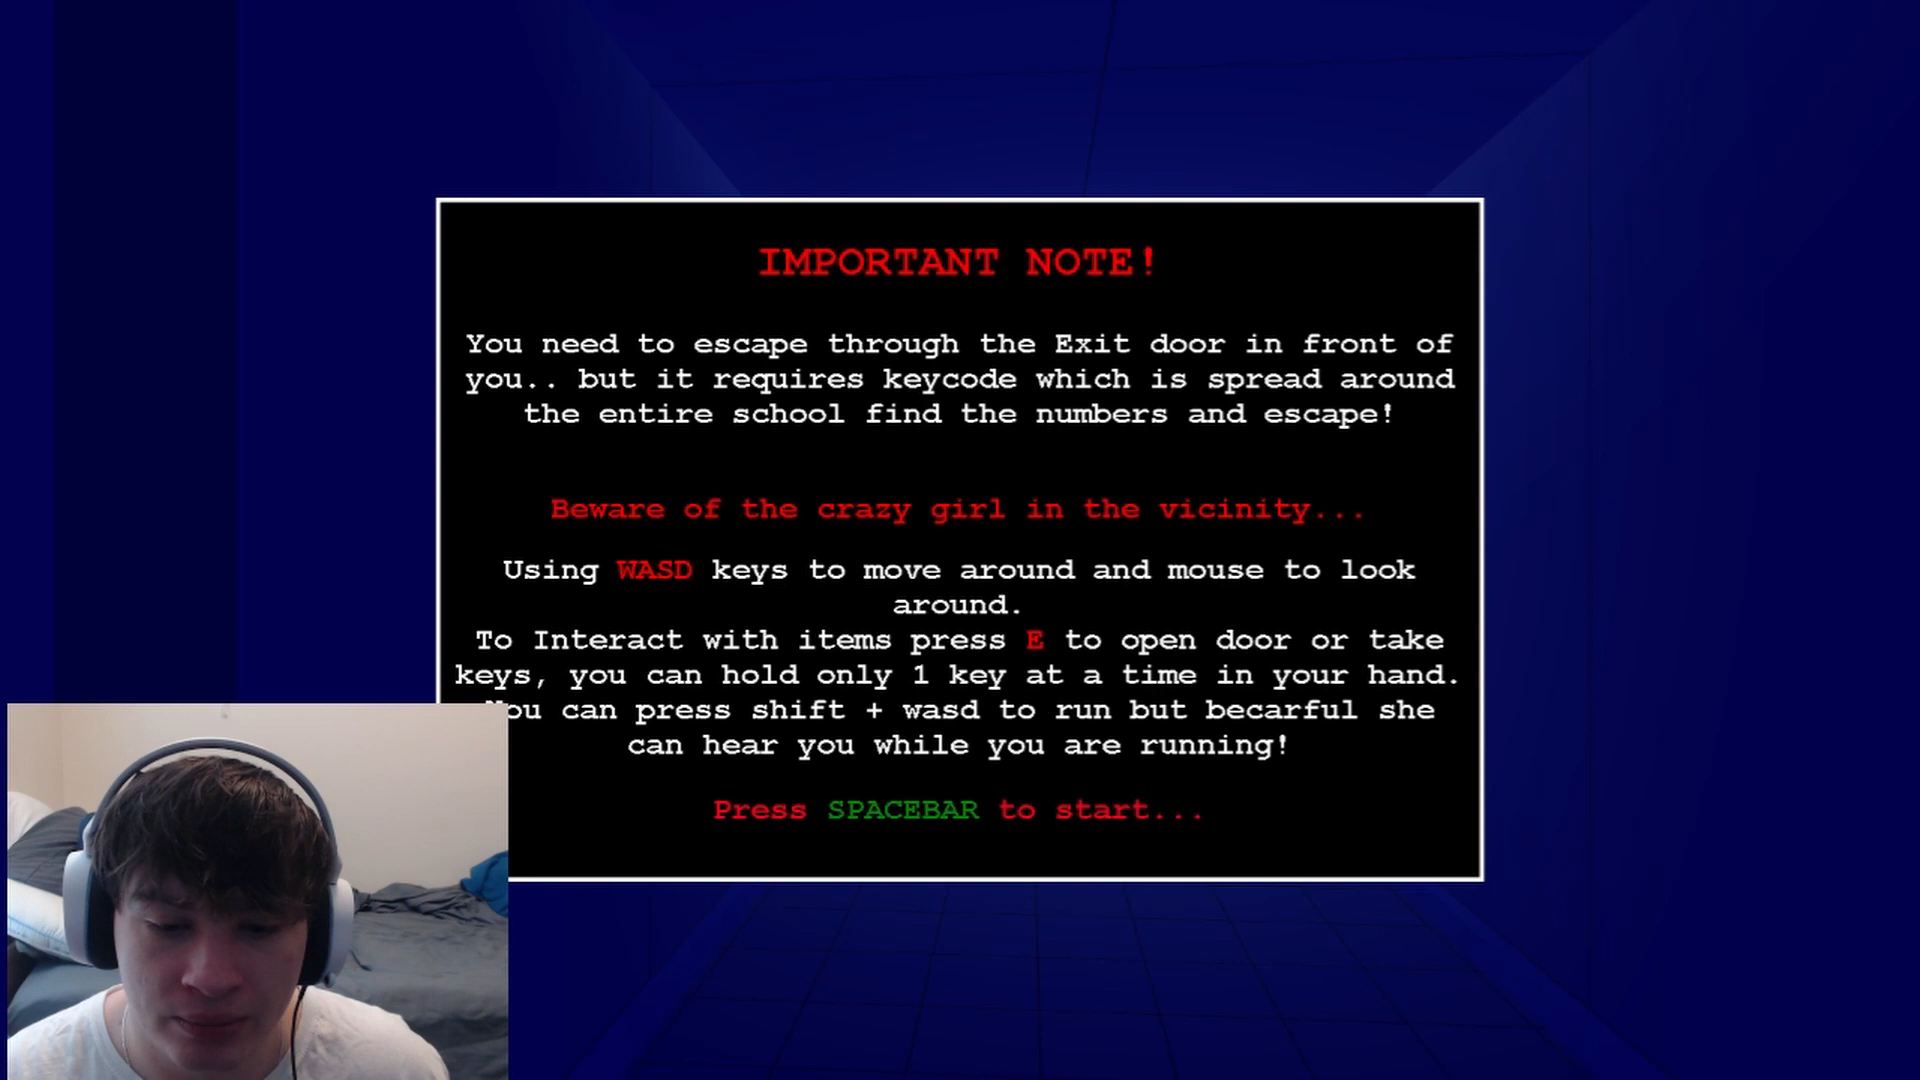 IMPORTANT NOTE!
You need to escape through the Exit door in front of
you.. but it requires keycode which is spread around
the entire school find the numbers and escape!
Beware of the crazy girl in the vicinity...
Using WASD keys to move around and mouse to look
around.
To Interact with items press E to open door or take
keys, you can hold only 1 key at a time in your hand.
You can press shift + wasd to run but becarful she
can hear you while you are running!
Press SPACEBAR to start...